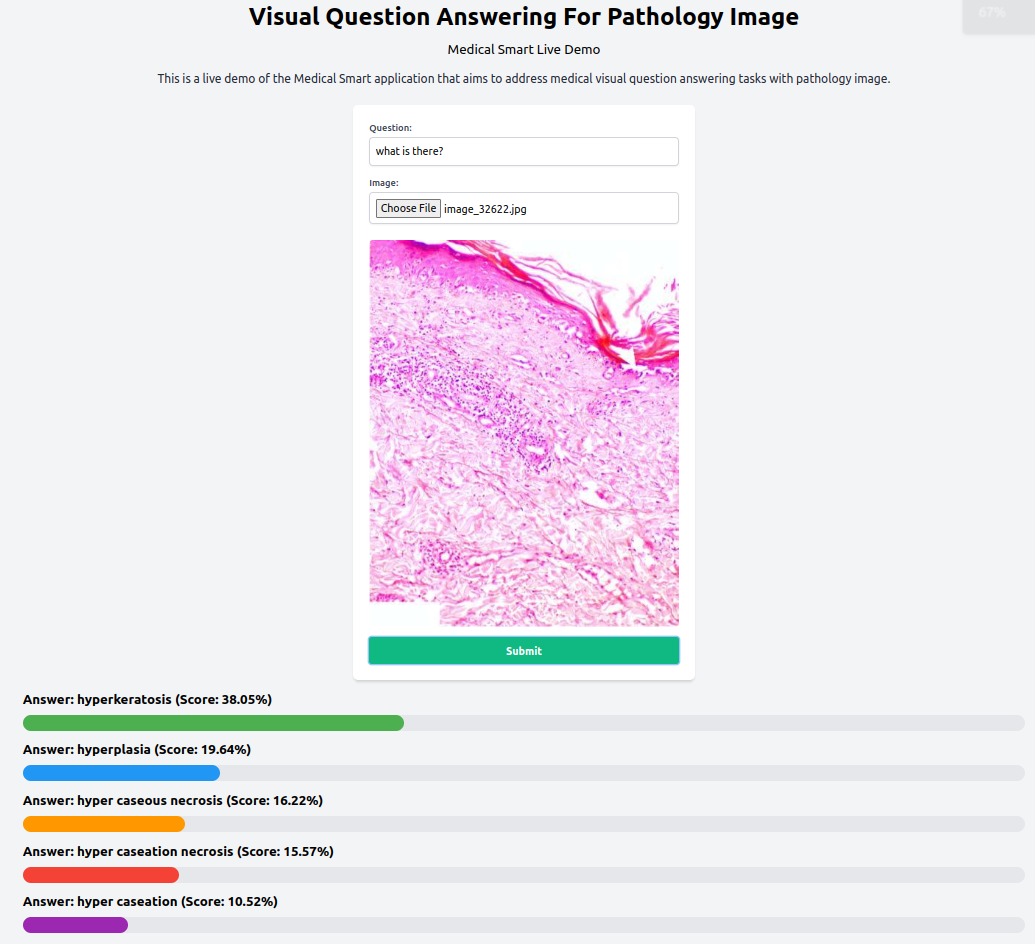 Visual Question Answering For Pathology Image
67%
Medical Smart Live Demo
This is a live demo of the Medical Smart application that aims to address medical visual question answering tasks with pathology image.
Question:
what is there?
Image:
Choose File image_32622.jpg
Submit
Answer: hyperkeratosis (Score: 38.05%)
Answer: hyperplasia (Score: 19.64%)
Answer: hyper caseous necrosis (Score: 16.22%)
Answer: hyper caseation necrosis (Score: 15.57%)
Answer: hyper caseation (Score: 10.52%)